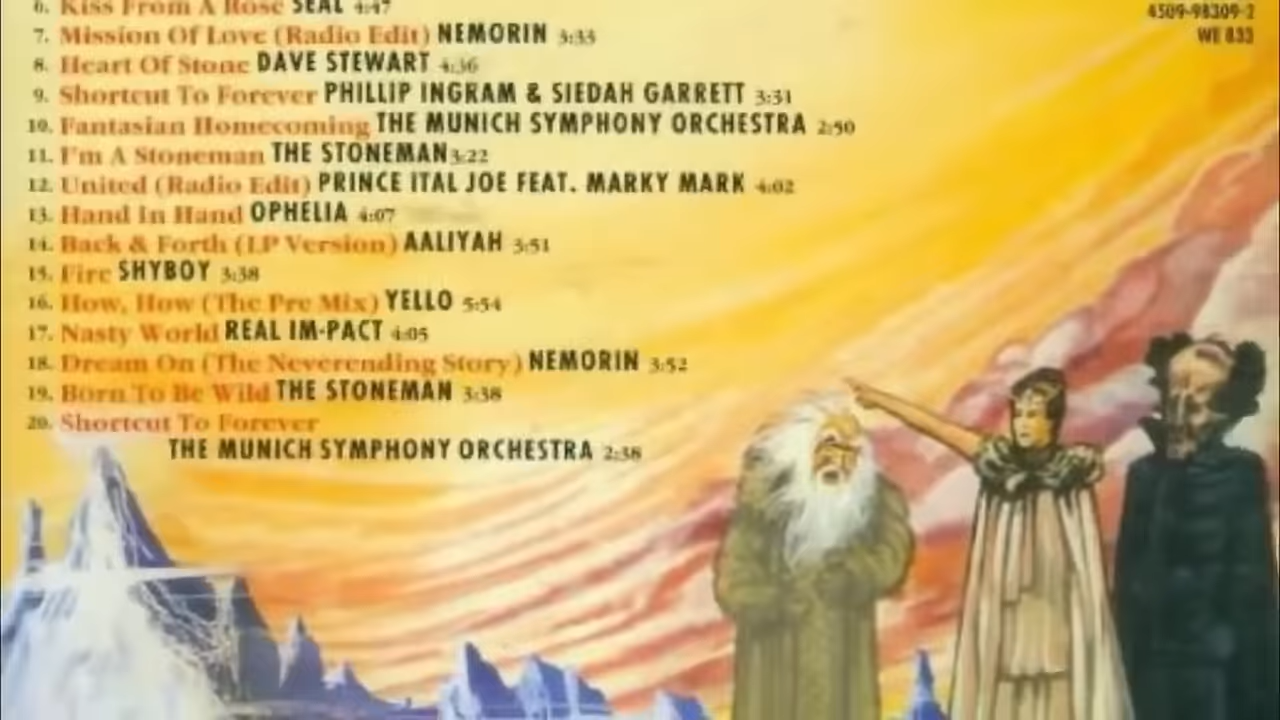 6. Kiss From A Rose SEAL 4:47
4509-98309-2
7. Mission Of Love (Radio Edit) NEMORIN 3:33
WE 833
8. Heart Of Stone DAVE STEWART 4:36
9. Shortcut To Forever PHILLIP INGRAM & SIEDAH GARRETT 3:31
10. Fantasian Homecoming THE MUNICH SYMPHONY ORCHESTRA 2:50
11. I'm A Stoneman THE STONEMAN 3:22
12. United (Radio Edit) PRINCE ITAL JOE FEAT. MARKY MARK 4:02
13. Hand In Hand OPHELIA 4:07
14. Back & Forth (LP Version) AALIYAH 3:51
15. Fire SHYBOY 3:38
16. How, How (The Pre Mix) YELLO 5:54
17. Nasty World REAL IM-PACT 4:05
18. Dream On (The Neverending Story) NEMORIN 3:52
19. Born To Be Wild THE STONEMAN 3:38
20. Shortcut To Forever
THE MUNICH SYMPHONY ORCHESTRA 2:38